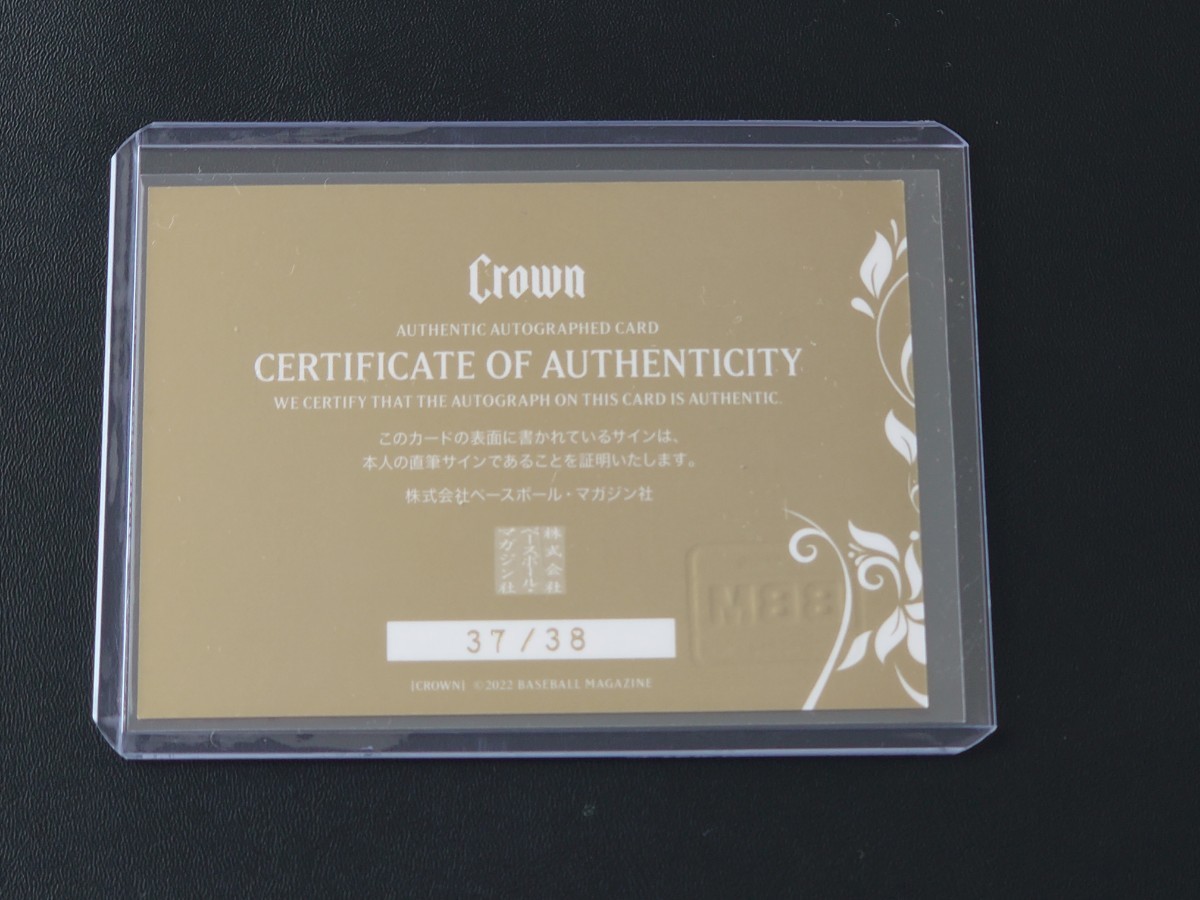 Crown
AUTHENTIC AUTOGRAPHED CARD
CERTIFICATE OF AUTHENTICITY
WE CERTIFY THAT THE AUTOGRAPH ON THIS CARD IS AUTHENTIC.
このカードの表面に書かれているサインは、
本人の直筆サインであることを証明いたします。
株式会社ベースボール・マガジン社
株式会社
ベースボール・
マガジン社
MBB
37/38
[CROWN] ©2022 BASEBALL MAGAZINE